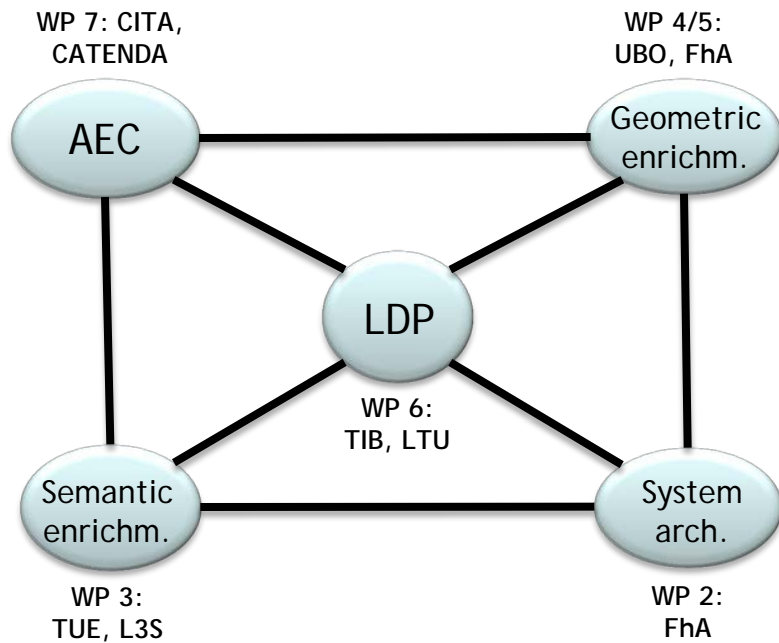 WP 7: CITA,
CATENDA
WP 4/5:
UBO, FhA
AEC
Geometric
enrichm.
LDP
WP 6:
TIB, LTU
Semantic
enrichm.
System
arch.
WP 3:
TUE, L3S
WP 2:
FhA